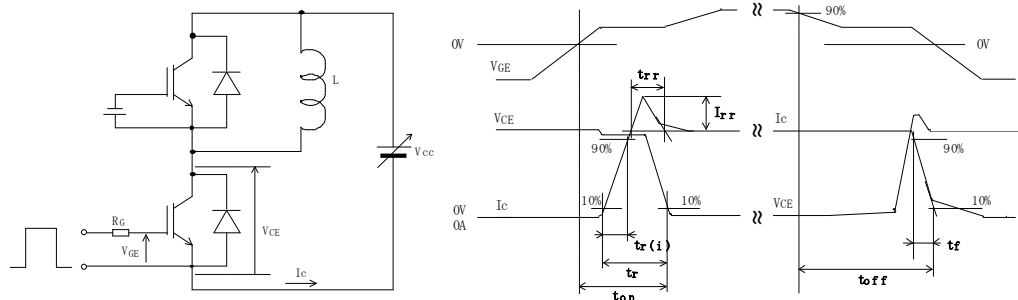 L
Vcc
RG
VGE
VCE
Ic
90%
0V
0V
VGE
trr
Irr
VCE
Ic
90%
90%
10%
10%
VCE
10%
0V
Ic
0A
tr(i)
tf
tr
toff
ton